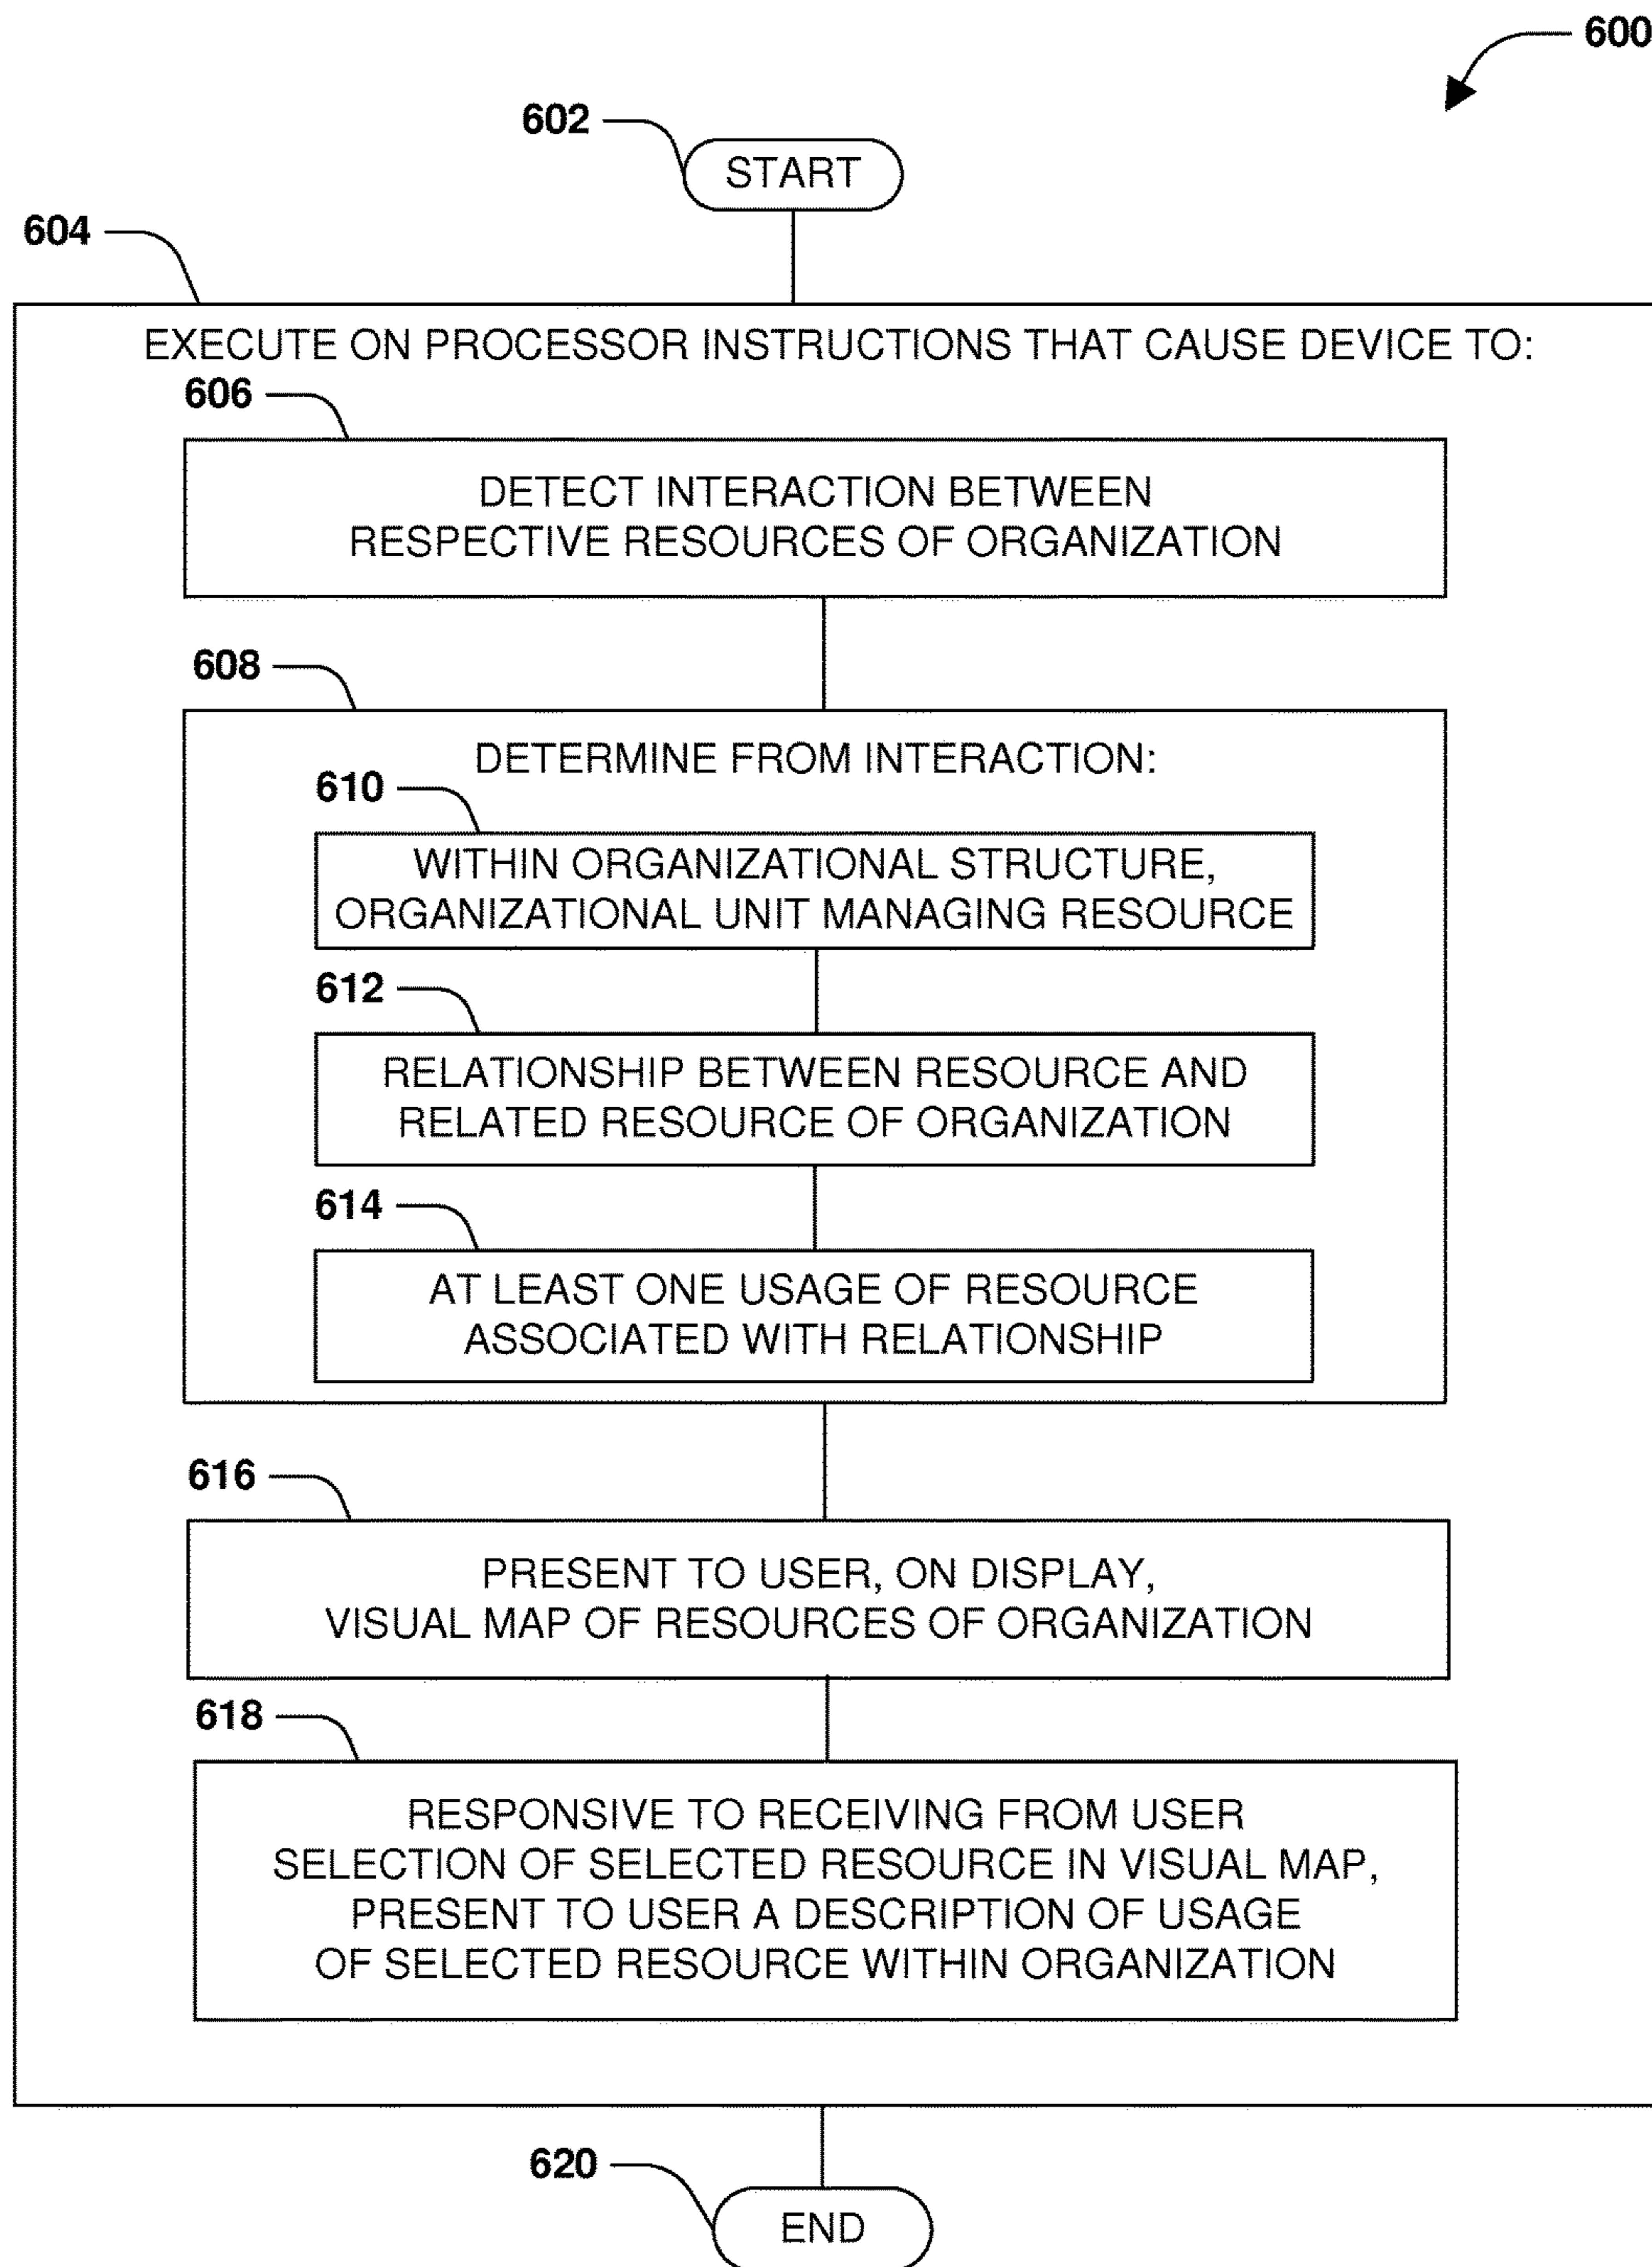 600
602
START
604
EXECUTE ON PROCESSOR INSTRUCTIONS THAT CAUSE DEVICE TO:
606
DETECT INTERACTION BETWEEN
RESPECTIVE RESOURCES OF ORGANIZATION
608
DETERMINE FROM INTERACTION:
610
WITHIN ORGANIZATIONAL STRUCTURE,
ORGANIZATIONAL UNIT MANAGING RESOURCE
612
RELATIONSHIP BETWEEN RESOURCE AND
RELATED RESOURCE OF ORGANIZATION
614
AT LEAST ONE USAGE OF RESOURCE
ASSOCIATED WITH RELATIONSHIP
616
PRESENT TO USER, ON DISPLAY,
VISUAL MAP OF RESOURCES OF ORGANIZATION
618
RESPONSIVE TO RECEIVING FROM USER
SELECTION OF SELECTED RESOURCE IN VISUAL MAP,
PRESENT TO USER A DESCRIPTION OF USAGE
OF SELECTED RESOURCE WITHIN ORGANIZATION
620
END